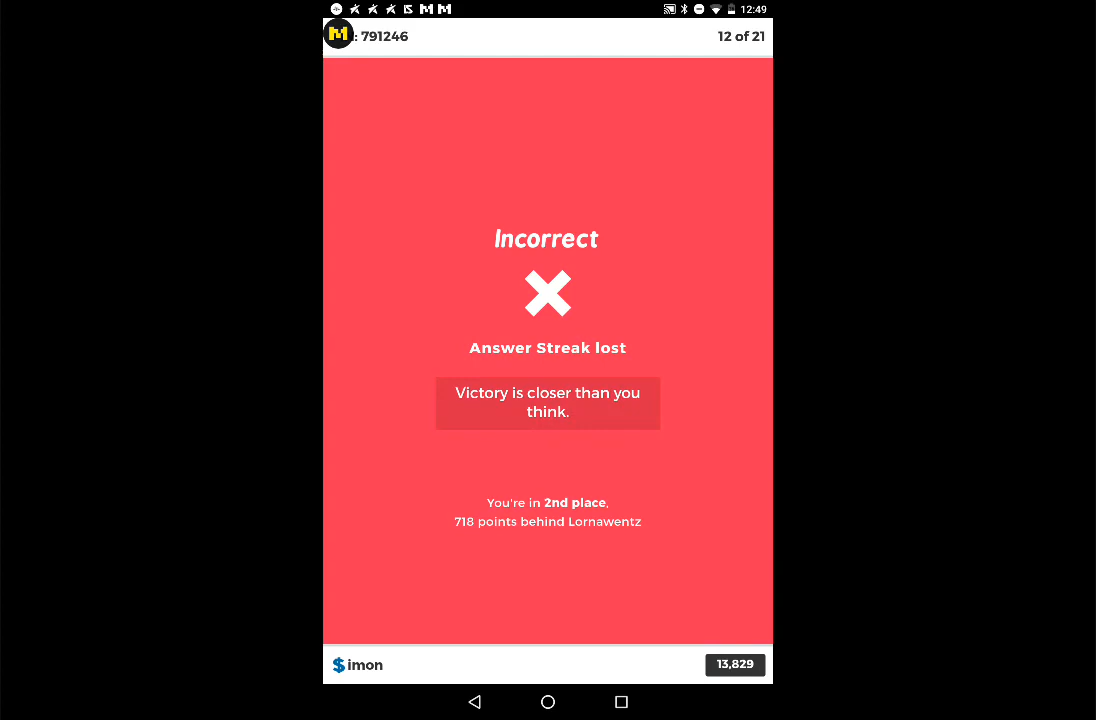 12:49
: 791246
12 of 21
Incorrect
Answer Streak lost
Victory is closer than you
think.
You're in 2nd place,
718 points behind Lornawentz
$imon
13,829